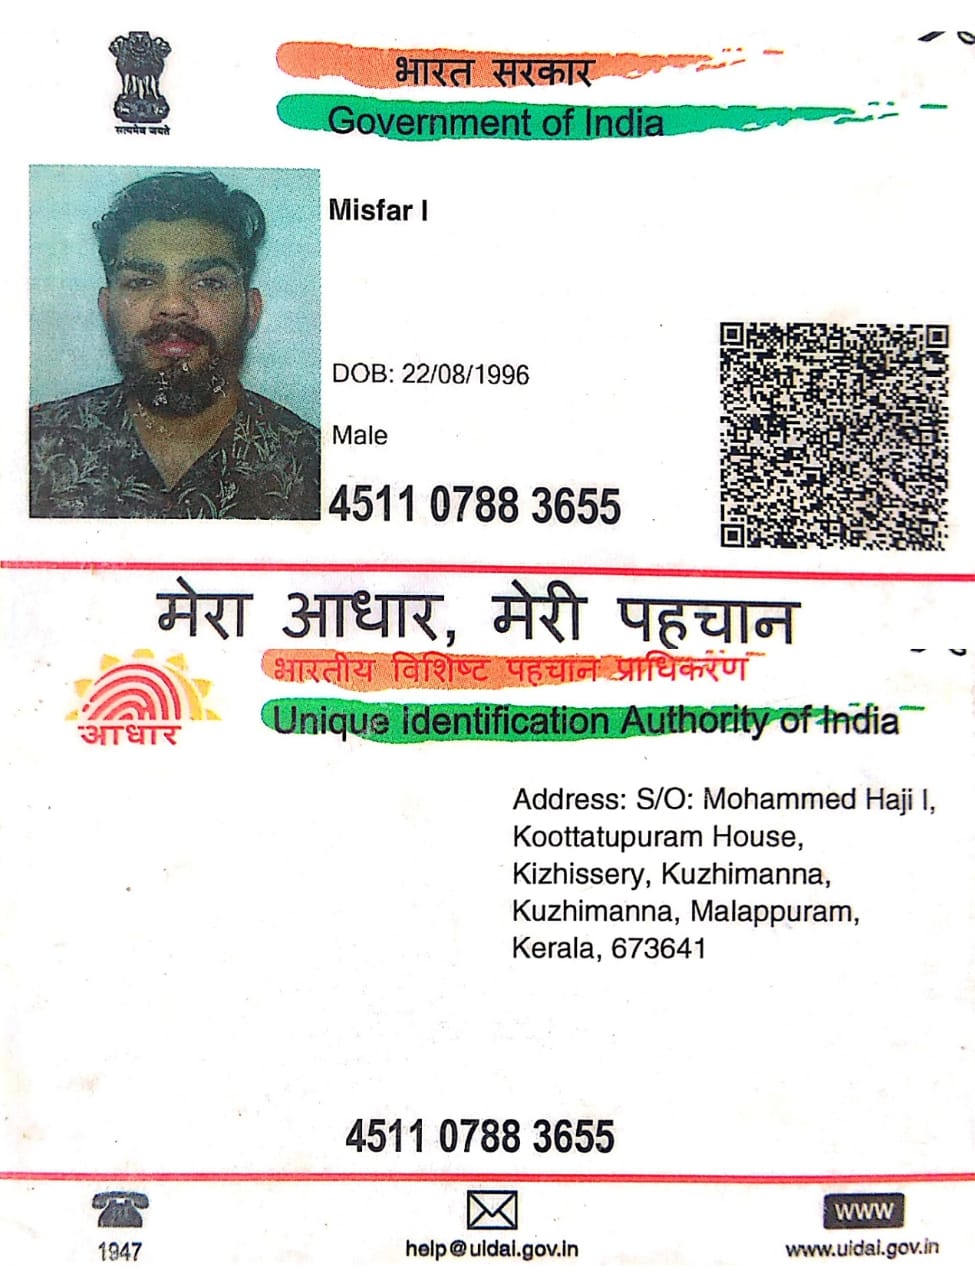 सत्यमेव जयते
भारत सरकार
Government of India
Misfar I
DOB: 22/08/1996
Male
4511 0788 3655
मेरा आधार, मेरी पहचान
भारतीय विशिष्ट पहचान प्राधिकरण
Unique Identification Authority of India
आधार
Address: S/O: Mohammed Haji I,
Koottatupuram House,
Kizhissery, Kuzhimanna,
Kuzhimanna, Malappuram,
Kerala, 673641
4511 0788 3655
1947
help@uidai.gov.in
www
www.uidai.gov.in